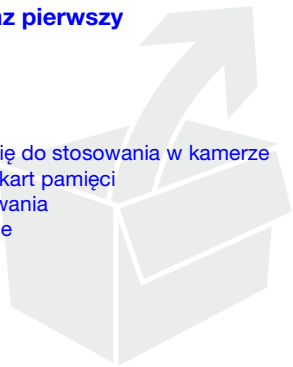 az pierwszy
ię do stosowania w kamerze
kart pamięci
wania
e